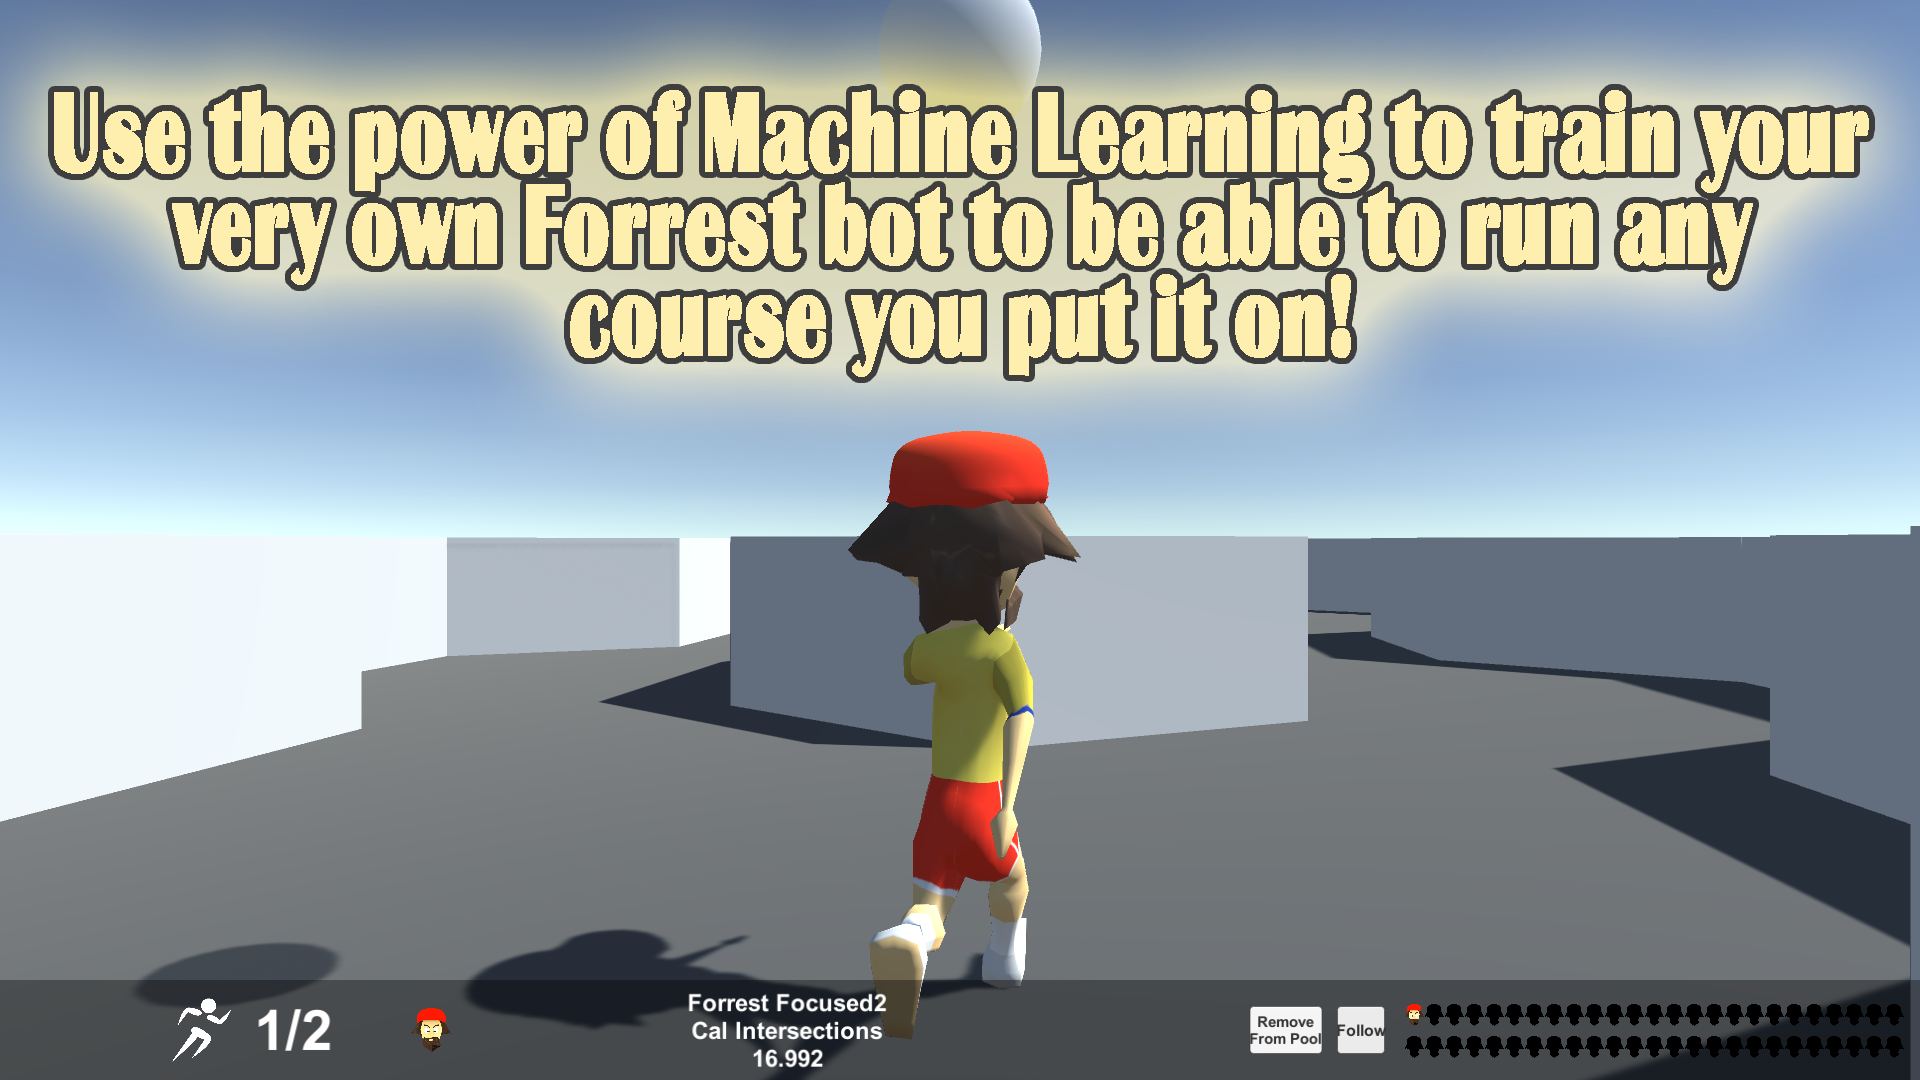 Use the power of Machine Learning to train your
very own Forrest bot to be able to run any
course you put it on!
1/2
Forrest Focused2
Cal Intersections
16.992
Remove
From Pool
Follow